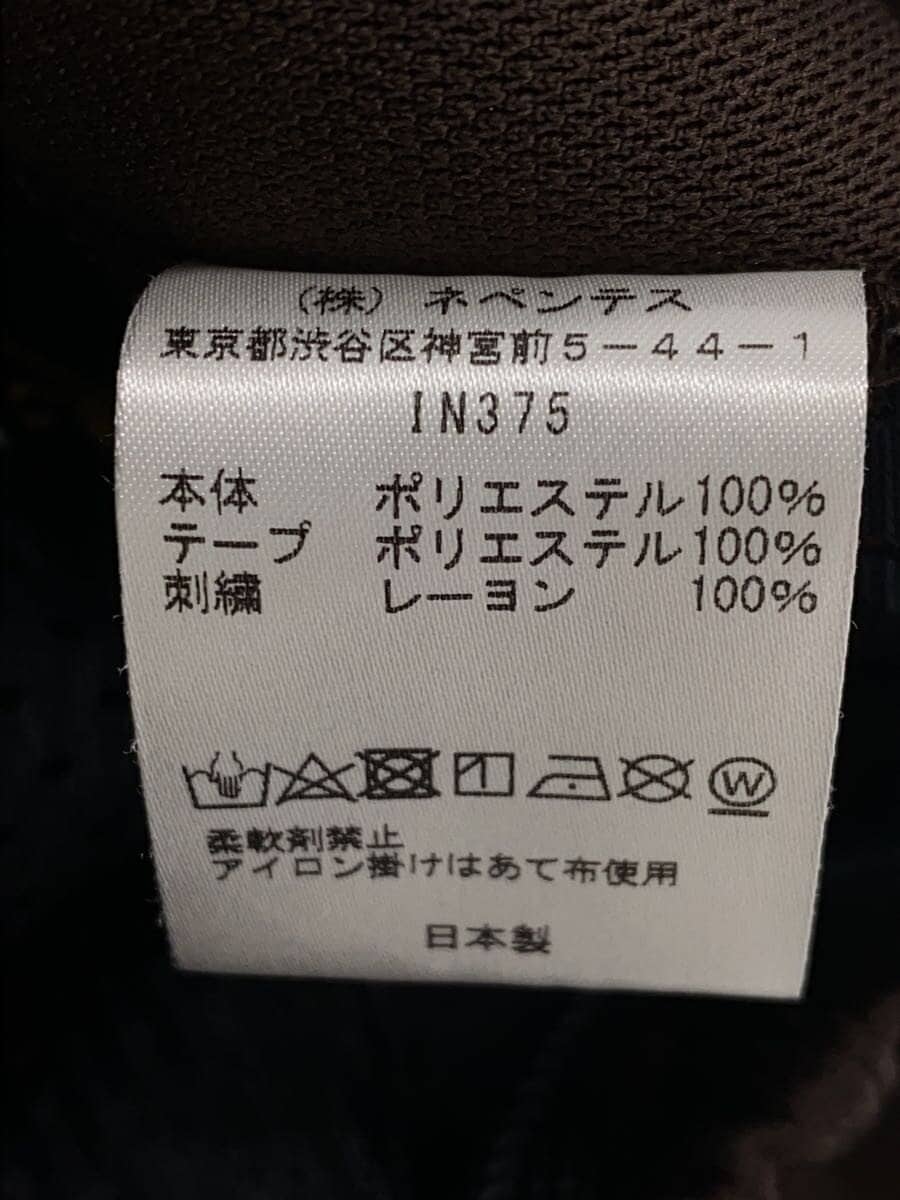 （株）ネペンテス
東京都渋谷区神宮前５－４４－１
IN375
本体 ポリエステル100%
テープ ポリエステル100%
刺繍 レーヨン 100%
W
柔軟剤禁止
アイロン掛けはあて布使用
日本製